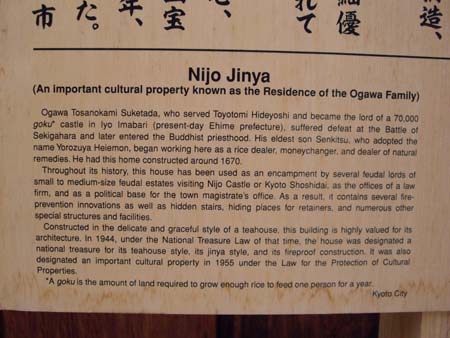 構造、
細優
れて
、
国宝
年、
た。
市
Nijo Jinya
(An important cultural property known as the Residence of the Ogawa Family)
Ogawa Tosanokami Suketada, who served Toyotomi Hideyoshi and became the lord of a 70,000
goku* castle in Iyo Imabari (present-day Ehime prefecture), suffered defeat at the Battle of
Sekigahara and later entered the Buddhist priesthood. His eldest son Senkitsu, who adopted the
name Yorozuya Heiemon, began working here as a rice dealer, moneychanger, and dealer of natural
remedies. He had this home constructed around 1670.
Throughout its history, this house has been used as an encampment by several feudal lords of
small to medium-size feudal estates visiting Nijo Castle or Kyoto Shoshidai, as the offices of a law
firm, and as a political base for the town magistrate's office. As a result, it contains several fire-
prevention innovations as well as hidden stairs, hiding places for retainers, and numerous other
special structures and facilities.
Constructed in the delicate and graceful style of a teahouse, this building is highly valued for its
architecture. In 1944, under the National Treasure Law of that time, the house was designated a
national treasure for its teahouse style, its jinya style, and its fireproof construction. It was also
designated an important cultural property in 1955 under the Law for the Protection of Cultural
Properties.
*A goku is the amount of land required to grow enough rice to feed one person for a year.
Kyoto City